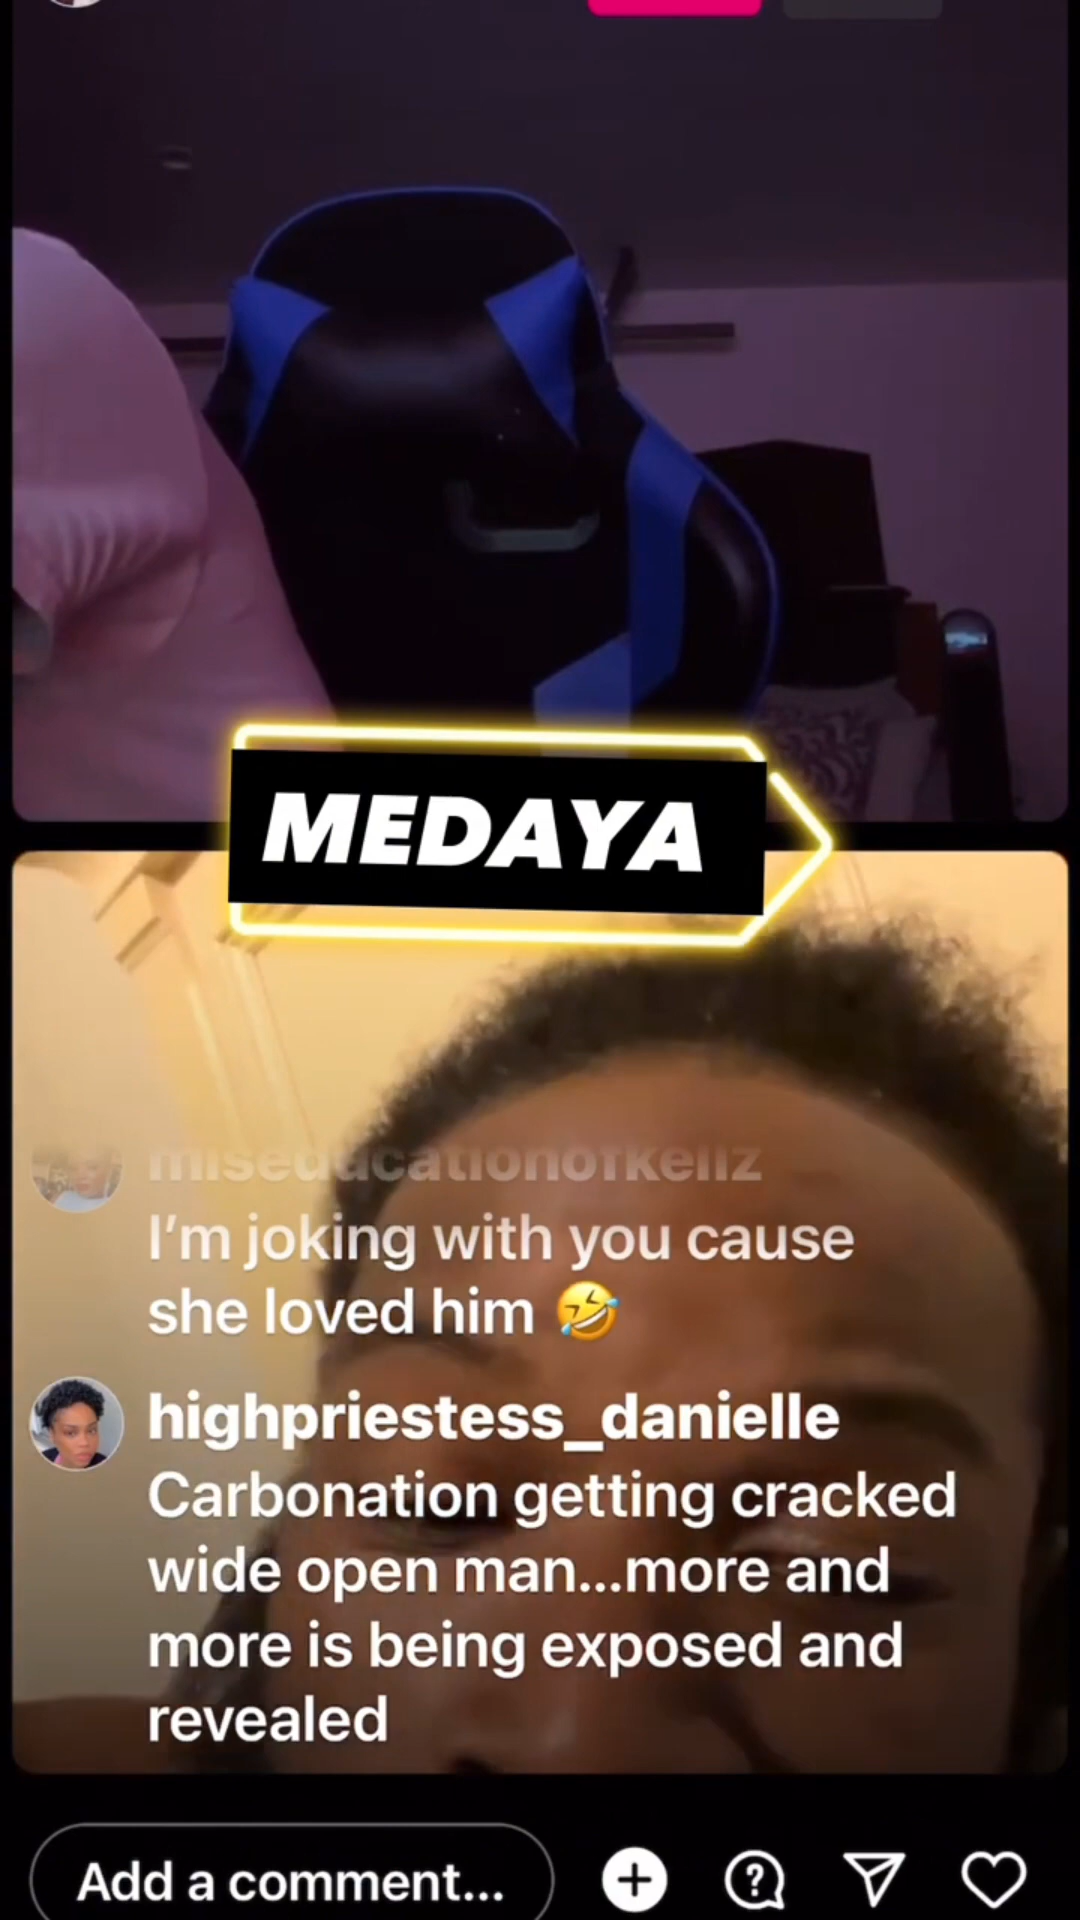 MEDAYA
miseducationofkellz
I'm joking with you cause
she loved him 🤣
highpriestess_danielle
Carbonation getting cracked
wide open man...more and
more is being exposed and
revealed
Add a comment...